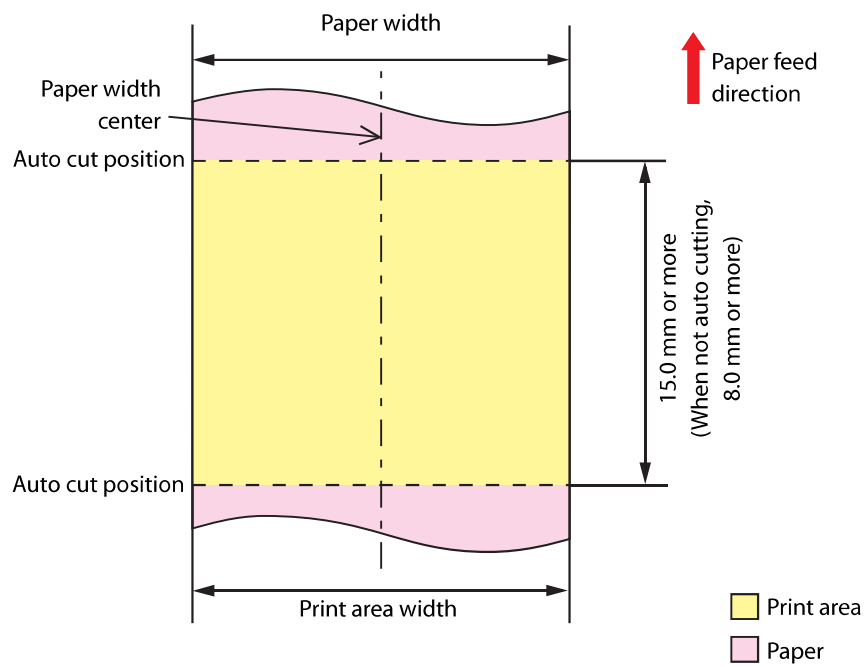 Paper width
Paper feed
direction
Paper width
center
Auto cut position
15.0 mm or more
(When not auto cutting,
8.0 mm or more)
Auto cut position
Print area width
Print area
Paper